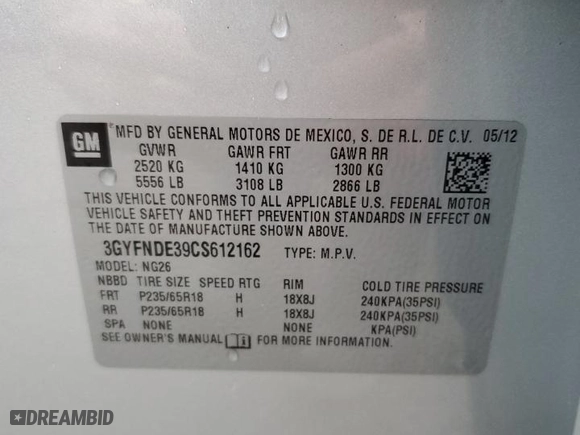 GM
MFD BY GENERAL MOTORS DE MEXICO, S. DE R.L. DE C.V. 05/12
GVWR GAWR FRT GAWR RR
2520 KG 1410 KG 1300 KG
5556 LB 3108 LB 2866 LB
THIS VEHICLE CONFORMS TO ALL APPLICABLE U.S. FEDERAL MOTOR
VEHICLE SAFETY AND THEFT PREVENTION STANDARDS IN EFFECT ON
THE DATE OF MANUFACTURE SHOWN ABOVE.
3GYFNDE39CS612162 TYPE: M.P.V.
MODEL: NG26
NBBD TIRE SIZE SPEED RTG RIM COLD TIRE PRESSURE
FRT P235/65R18 H 18X8J 240KPA(35PSI)
RR P235/65R18 H 18X8J 240KPA(35PSI)
SPA NONE NONE KPA(PSI)
SEE OWNER'S MANUAL FOR MORE INFORMATION.
DREAMBID